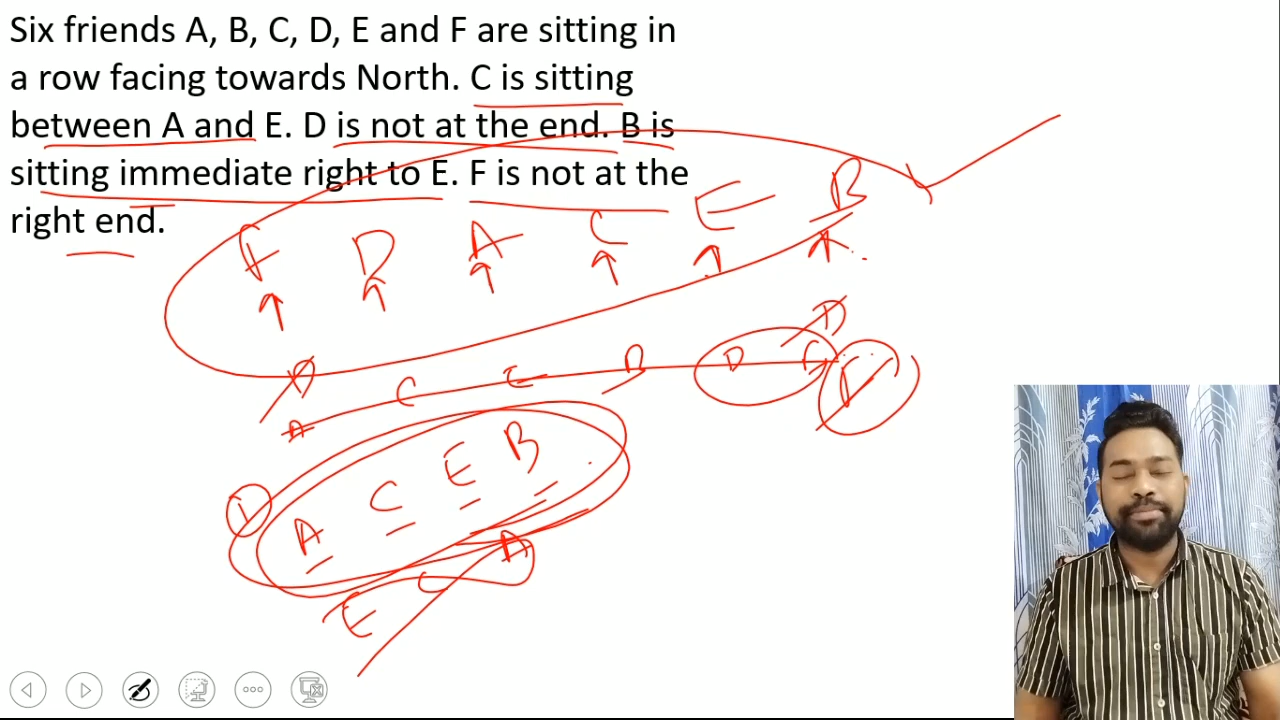 Six friends A, B, C, D, E and F are sitting in
a row facing towards North. C is sitting
between A and E. D is not at the end. B is
sitting immediate right to E. F is not at the
right end.
F D A C E B
D
D
A C E B D F
A C E B
E C A